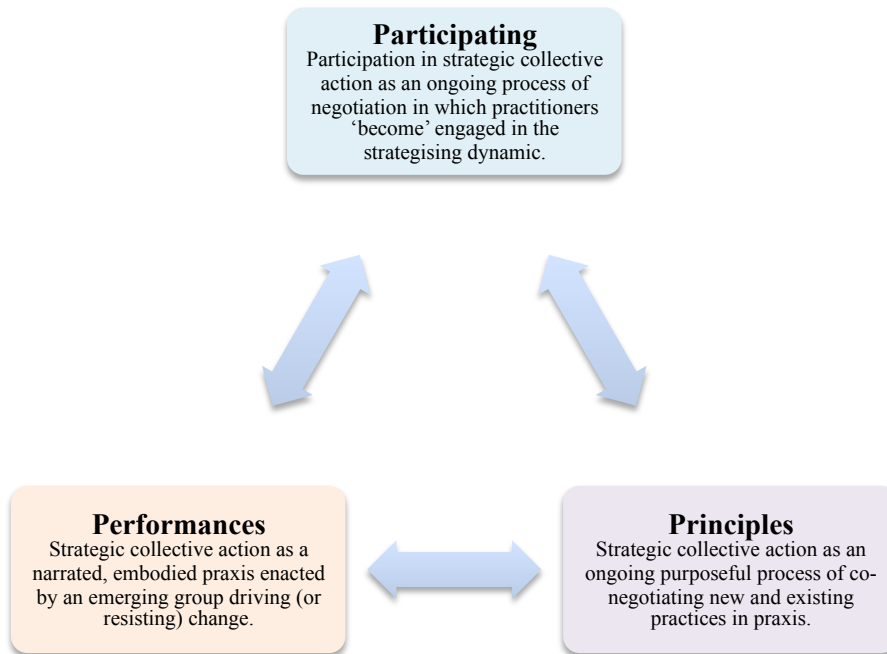 Participating
Participation in strategic collective
action as an ongoing process of
negotiation in which practitioners
‘become’ engaged in the
strategising dynamic.
Performances
Strategic collective action as a
narrated, embodied praxis enacted
by an emerging group driving (or
resisting) change.
Principles
Strategic collective action as an
ongoing purposeful process of co-
negotiating new and existing
practices in praxis.